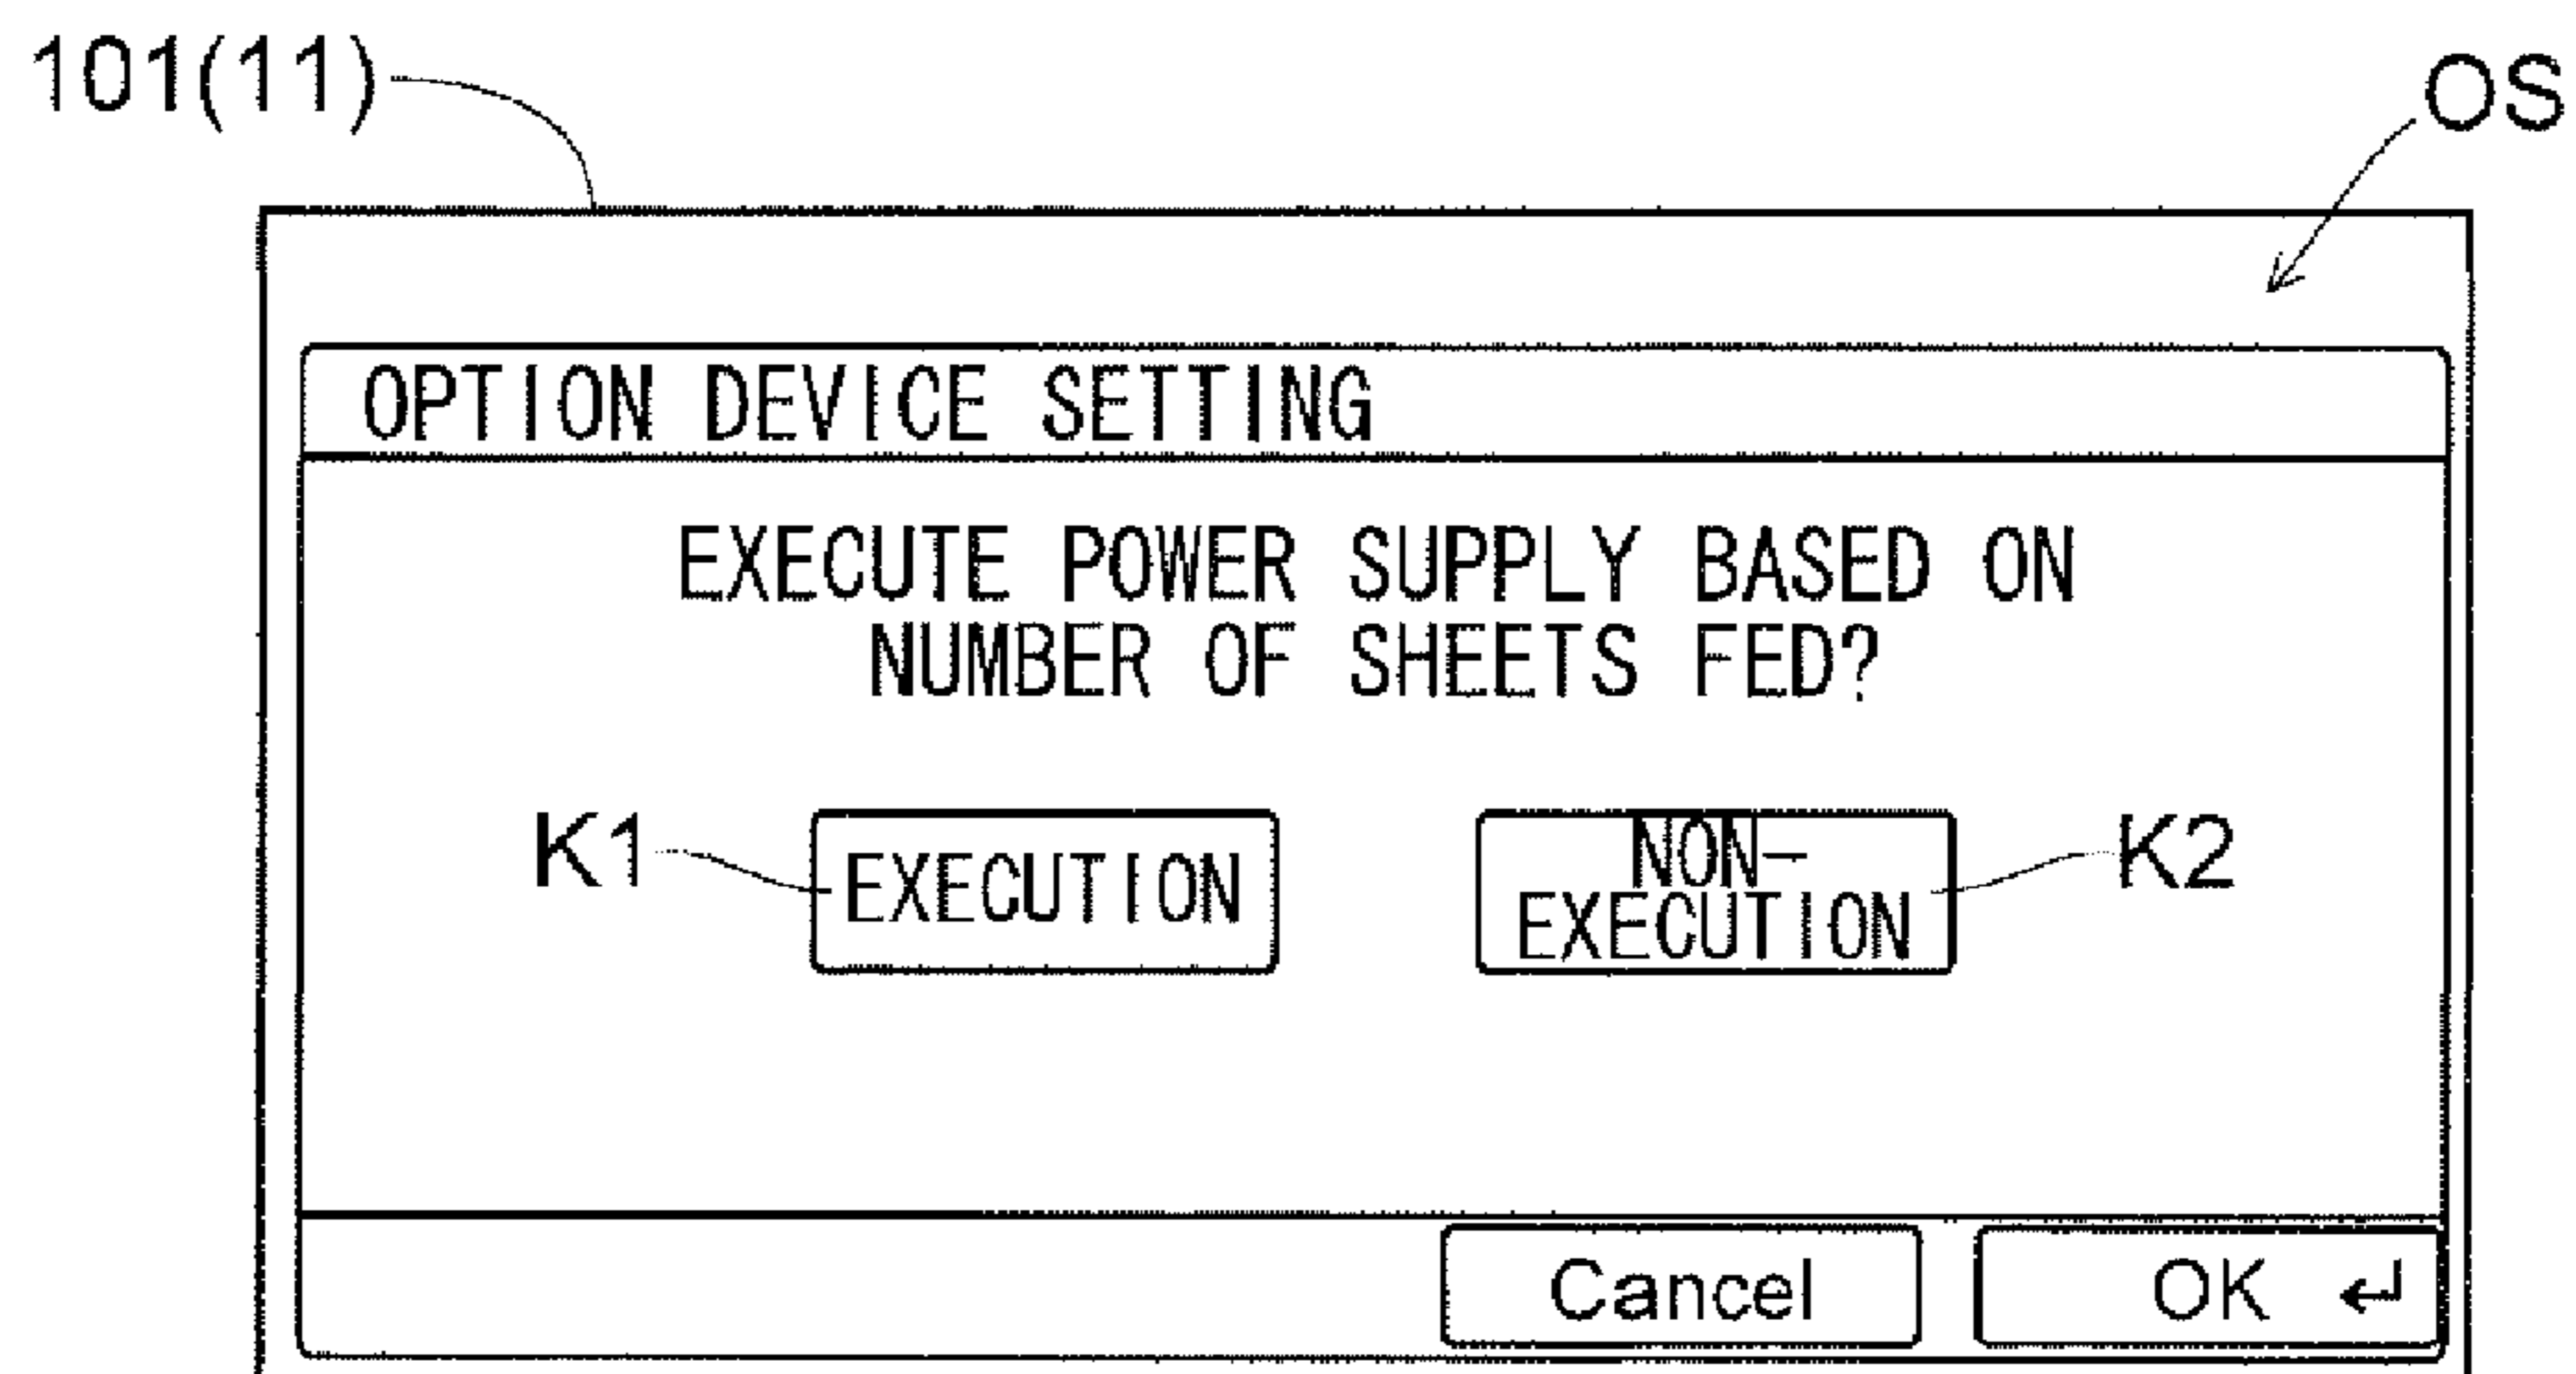 101(11)
OS
OPTION DEVICE SETTING
EXECUTE POWER SUPPLY BASED ON
NUMBER OF SHEETS FED?
K1
EXECUTION
NON-
EXECUTION
K2
Cancel
OK ↵